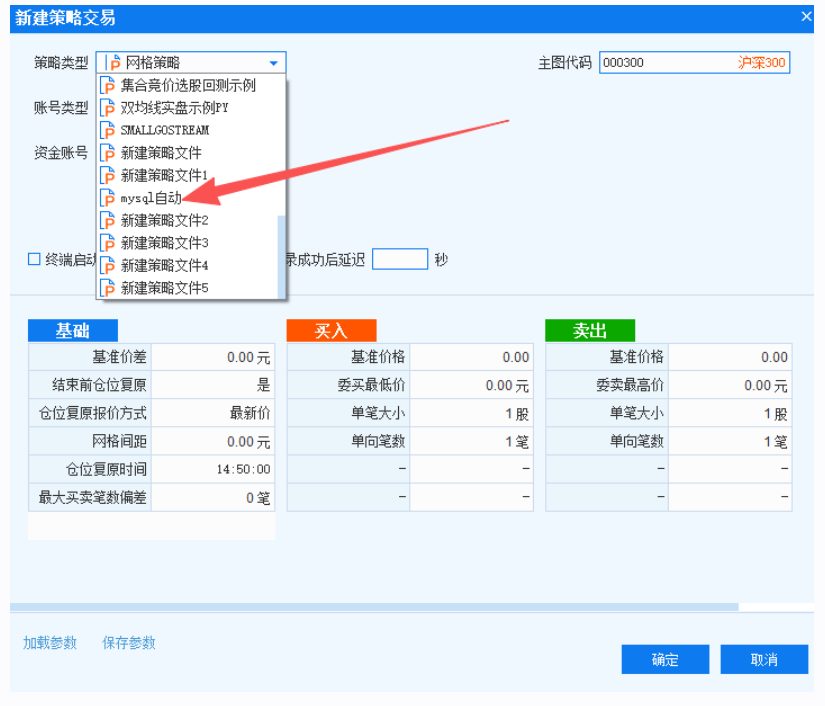 新建策略交易 ×
策略类型 网格策略 主图代码 000300 沪深300
集合竞价选股回测示例
账号类型 双均线实盘示例PY
SMALLGOSTREAM
资金账号 新建策略文件
新建策略文件1
mysql自动
新建策略文件2
新建策略文件3
终端启动 录成功后延迟 秒
新建策略文件4
新建策略文件5
基础 买入 卖出
基准价差 0.00元 基准价格 0.00 基准价格 0.00
结束前仓位复原 是 委买最低价 0.00元 委卖最高价 0.00元
仓位复原报价方式 最新价 单笔大小 1股 单笔大小 1股
网格间距 0.00元 单向笔数 1笔 单向笔数 1笔
仓位复原时间 14:50:00 - - - -
最大买卖笔数偏差 0笔 - - - -
加载参数 保存参数
确定 取消